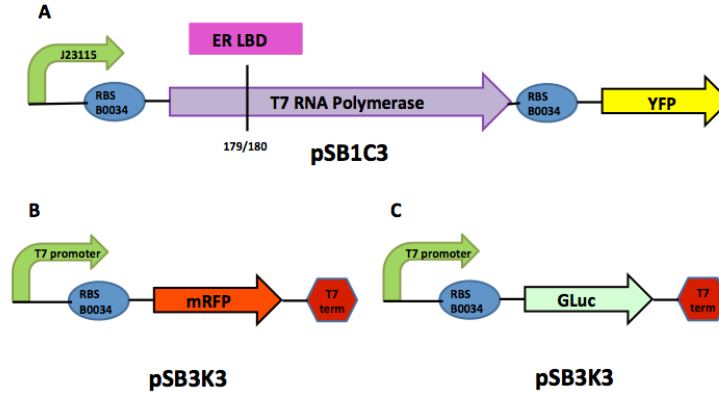 A
J23115
ER LBD
RBS
B0034
T7 RNA Polymerase
RBS
B0034
YFP
179/180
pSB1C3
B
T7 promoter
RBS
B0034
mRFP
T7
term
pSB3K3
C
T7 promoter
RBS
B0034
GLuc
T7
term
pSB3K3